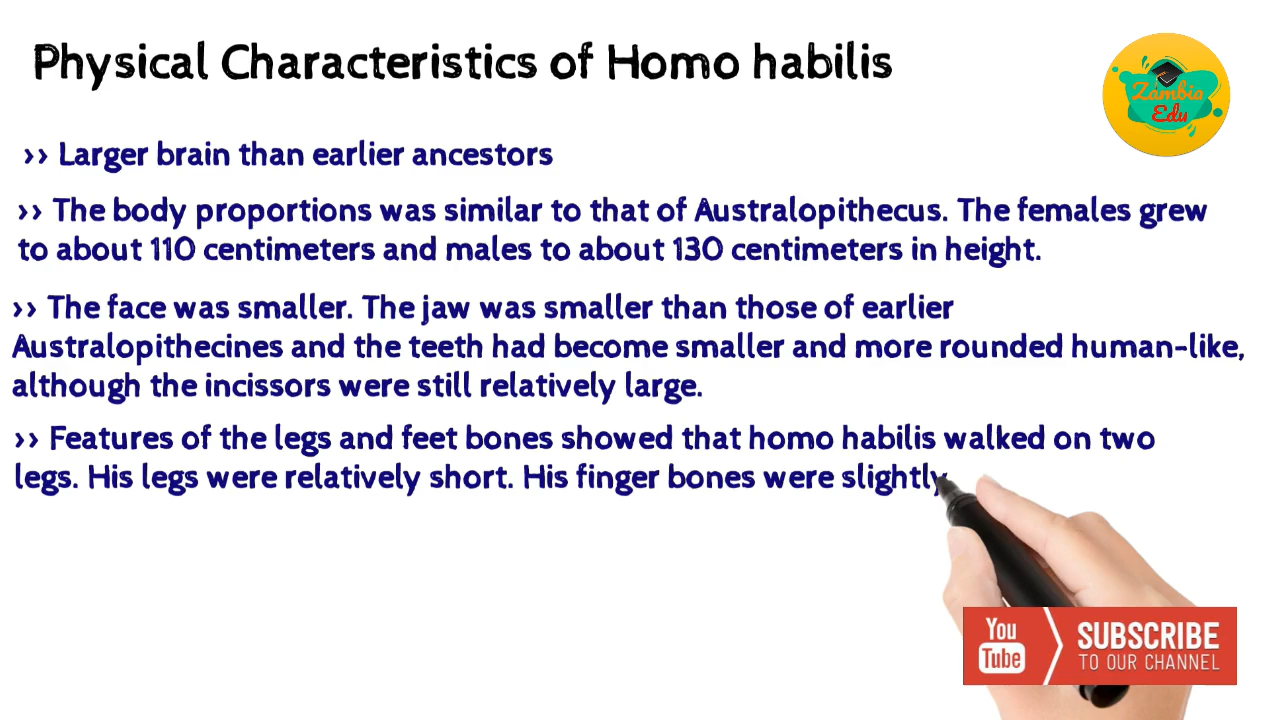 Physical Characteristics of Homo habilis
Zambia
Edu
>> Larger brain than earlier ancestors
>> The body proportions was similar to that of Australopithecus. The females grew
to about 110 centimeters and males to about 130 centimeters in height.
>> The face was smaller. The jaw was smaller than those of earlier
Australopithecines and the teeth had become smaller and more rounded human-like,
although the incissors were still relatively large.
>> Features of the legs and feet bones showed that homo habilis walked on two
legs. His legs were relatively short. His finger bones were slightly
You
Tube
SUBSCRIBE
TO OUR CHANNEL